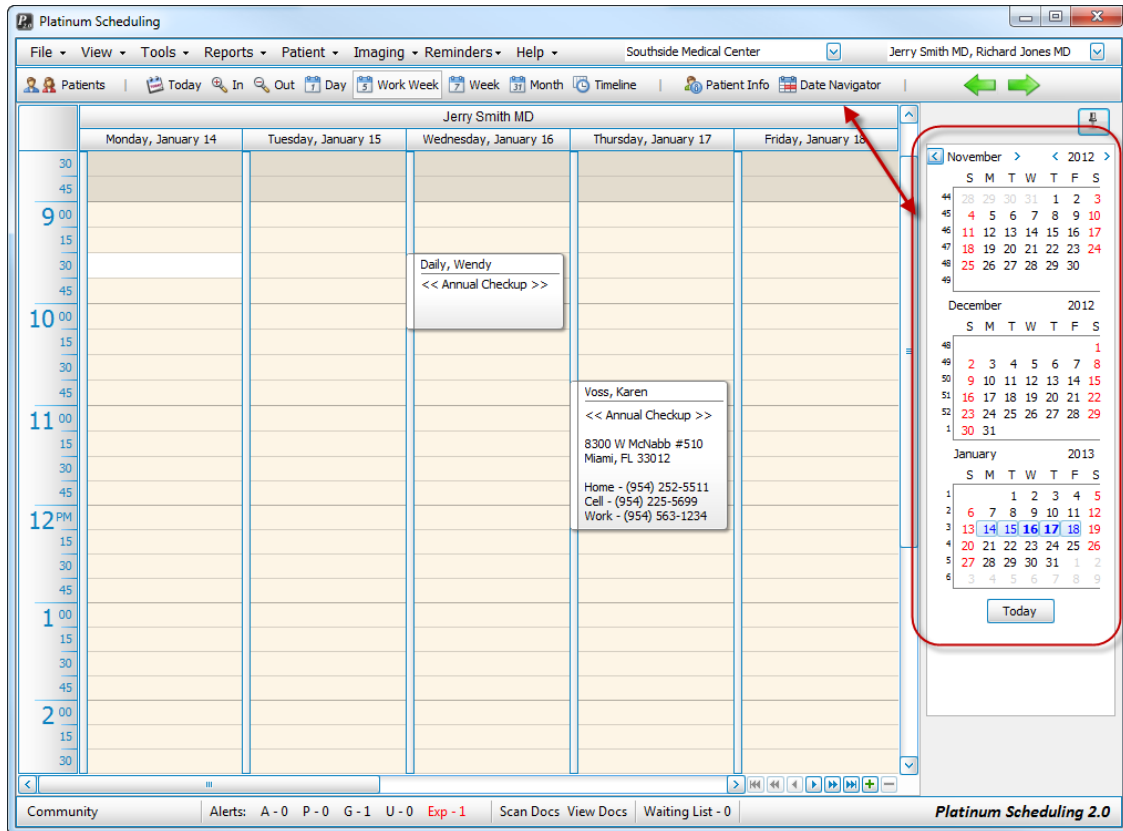 Platinum Scheduling
File View Tools Reports Patient Imaging Reminders Help Southside Medical Center Jerry Smith MD, Richard Jones MD
Patients | Today In Out Day Work Week Week Month Timeline | Patient Info Date Navigator |
Jerry Smith MD
Monday, January 14 Tuesday, January 15 Wednesday, January 16 Thursday, January 17 Friday, January 18
30
45
9 00
15
30
45
10 00
15
30
45
11 00
15
30
45
12 PM
15
30
45
1 00
15
30
45
2 00
15
30
Daily, Wendy
<< Annual Checkup >>
Voss, Karen
<< Annual Checkup >>
8300 W McNabb #510
Miami, FL 33012
Home - (954) 252-5511
Cell - (954) 225-5699
Work - (954) 563-1234
< November > < 2012 >
S M T W T F S
44 28 29 30 31 1 2 3
45 4 5 6 7 8 9 10
46 11 12 13 14 15 16 17
47 18 19 20 21 22 23 24
48 25 26 27 28 29 30
49
December 2012
S M T W T F S
48 1
49 2 3 4 5 6 7 8
50 9 10 11 12 13 14 15
51 16 17 18 19 20 21 22
52 23 24 25 26 27 28 29
1 30 31
January 2013
S M T W T F S
1 1 2 3 4 5
2 6 7 8 9 10 11 12
3 13 14 15 16 17 18 19
4 20 21 22 23 24 25 26
5 27 28 29 30 31 1 2
6 3 4 5 6 7 8 9
Today
Community Alerts: A - 0 P - 0 G - 1 U - 0 Exp - 1 Scan Docs View Docs Waiting List - 0 Platinum Scheduling 2.0